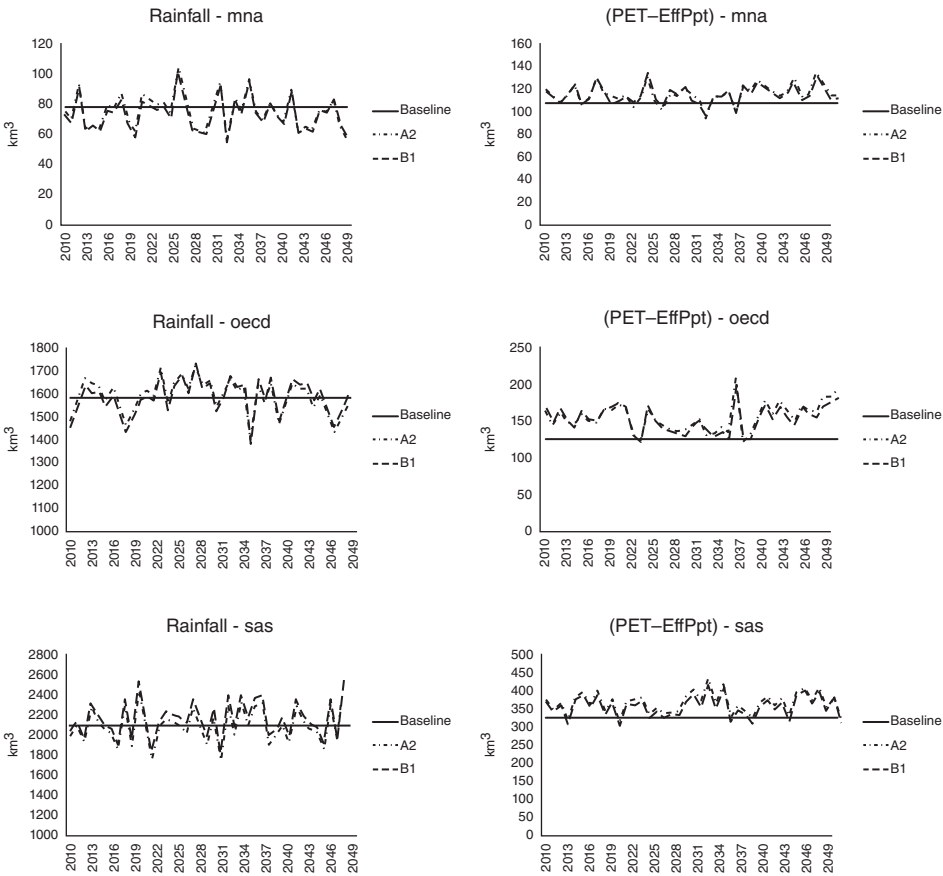 Rainfall - mna
120
100
80
60
40
20
0
km³
2010 2013 2016 2019 2022 2025 2028 2031 2034 2037 2040 2043 2046 2049
Baseline
A2
B1
(PET–EffPpt) - mna
160
140
120
100
80
60
40
20
0
km³
2010 2013 2016 2019 2022 2025 2028 2031 2034 2037 2040 2043 2046 2049
Baseline
A2
B1
Rainfall - oecd
1800
1700
1600
1500
1400
1300
1200
1100
1000
km³
2010 2013 2016 2019 2022 2025 2028 2031 2034 2037 2040 2043 2046 2049
Baseline
A2
B1
(PET–EffPpt) - oecd
250
200
150
100
50
0
km³
2010 2013 2016 2019 2022 2025 2028 2031 2034 2037 2040 2043 2046 2049
Baseline
A2
B1
Rainfall - sas
2800
2600
2400
2200
2000
1800
1600
1400
1200
1000
km³
2010 2013 2016 2019 2022 2025 2028 2031 2034 2037 2040 2043 2046 2049
Baseline
A2
B1
(PET–EffPpt) - sas
500
450
400
350
300
250
200
150
100
50
0
km³
2010 2013 2016 2019 2022 2025 2028 2031 2034 2037 2040 2043 2046 2049
Baseline
A2
B1